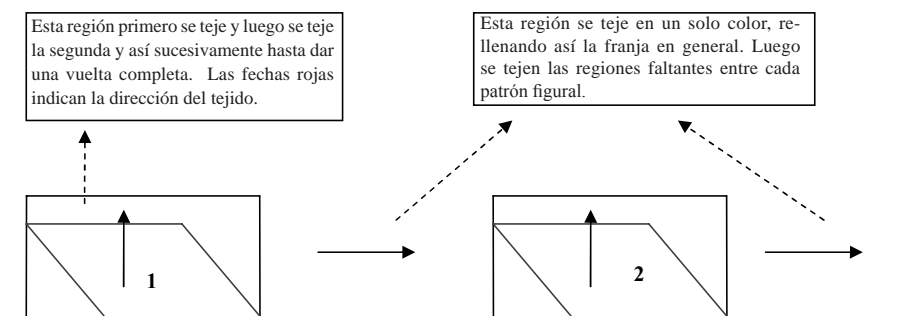 Esta región primero se teje y luego se teje
la segunda y así sucesivamente hasta dar
una vuelta completa. Las fechas rojas
indican la dirección del tejido.
Esta región se teje en un solo color, re-
llenando así la franja en general. Luego
se tejen las regiones faltantes entre cada
patrón figural.
1
2